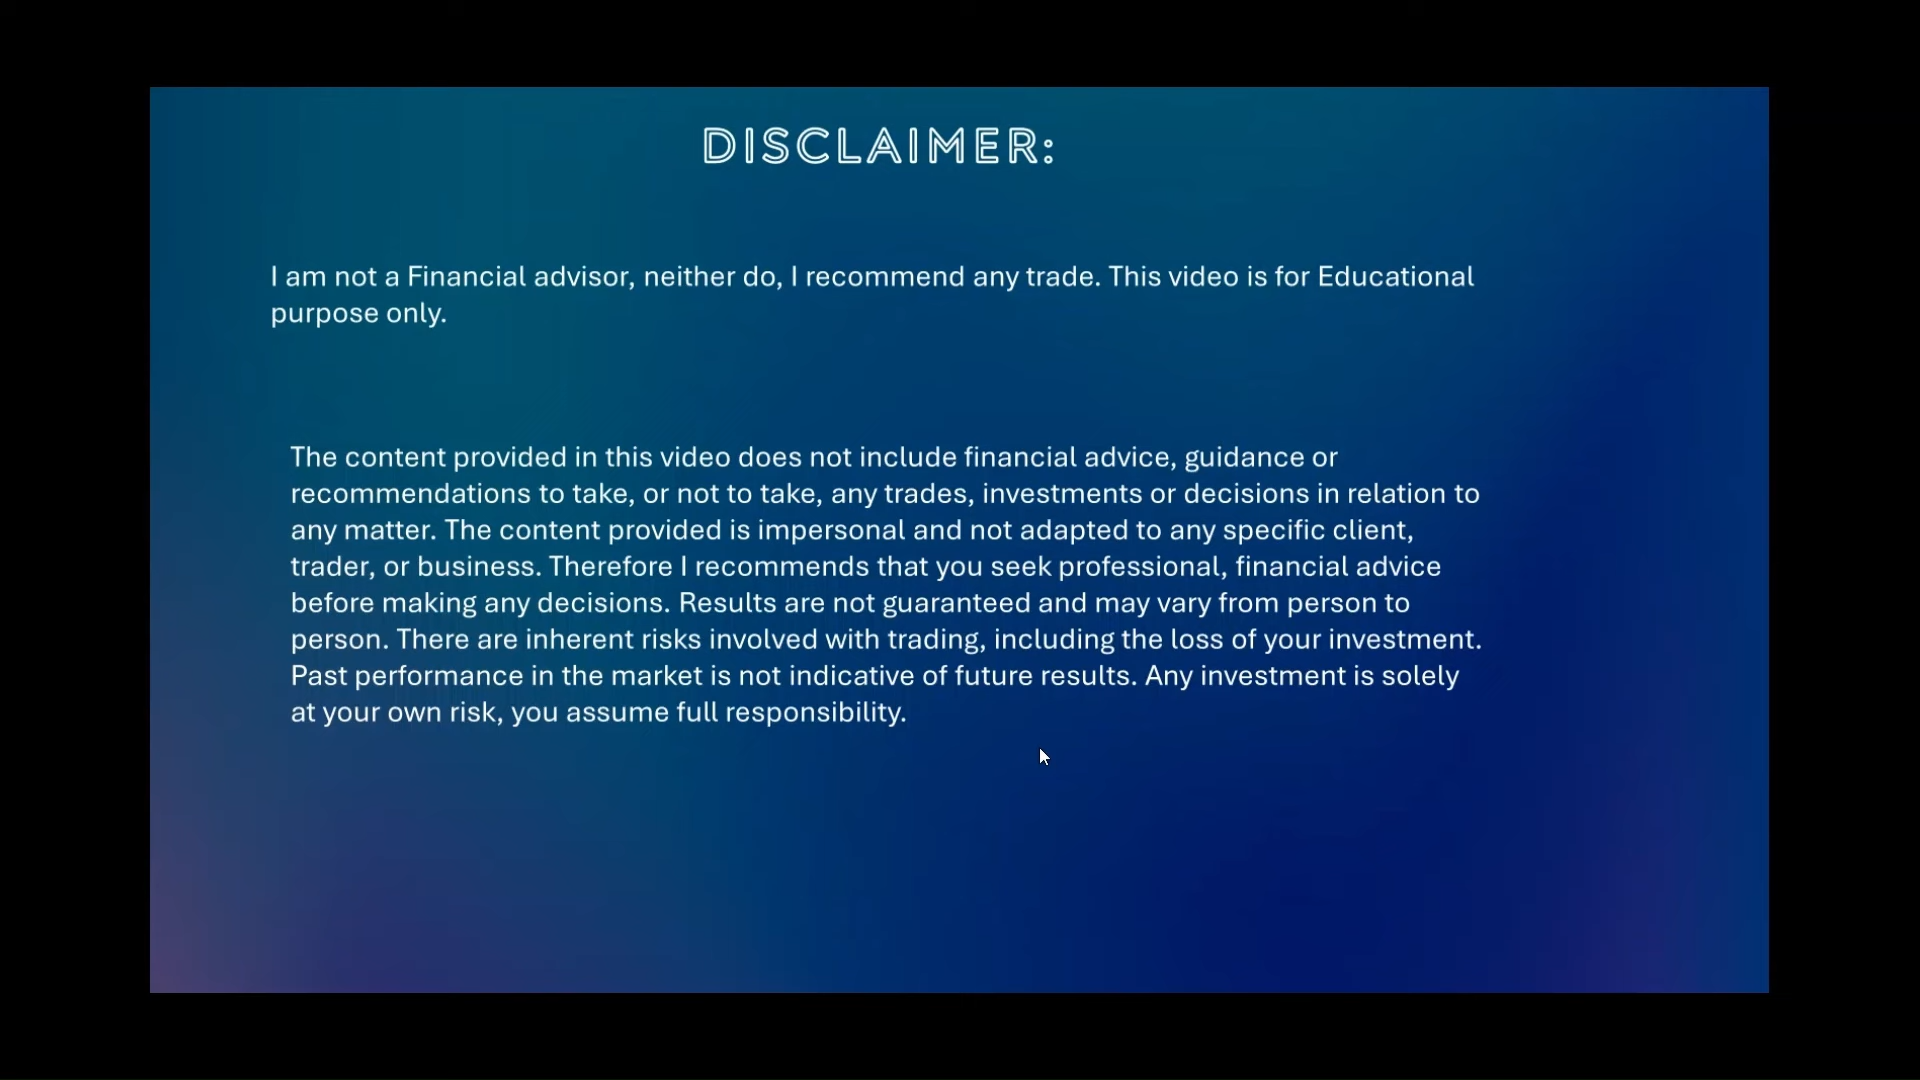 DISCLAIMER:
I am not a Financial advisor, neither do, I recommend any trade. This video is for Educational
purpose only.
The content provided in this video does not include financial advice, guidance or
recommendations to take, or not to take, any trades, investments or decisions in relation to
any matter. The content provided is impersonal and not adapted to any specific client,
trader, or business. Therefore I recommends that you seek professional, financial advice
before making any decisions. Results are not guaranteed and may vary from person to
person. There are inherent risks involved with trading, including the loss of your investment.
Past performance in the market is not indicative of future results. Any investment is solely
at your own risk, you assume full responsibility.